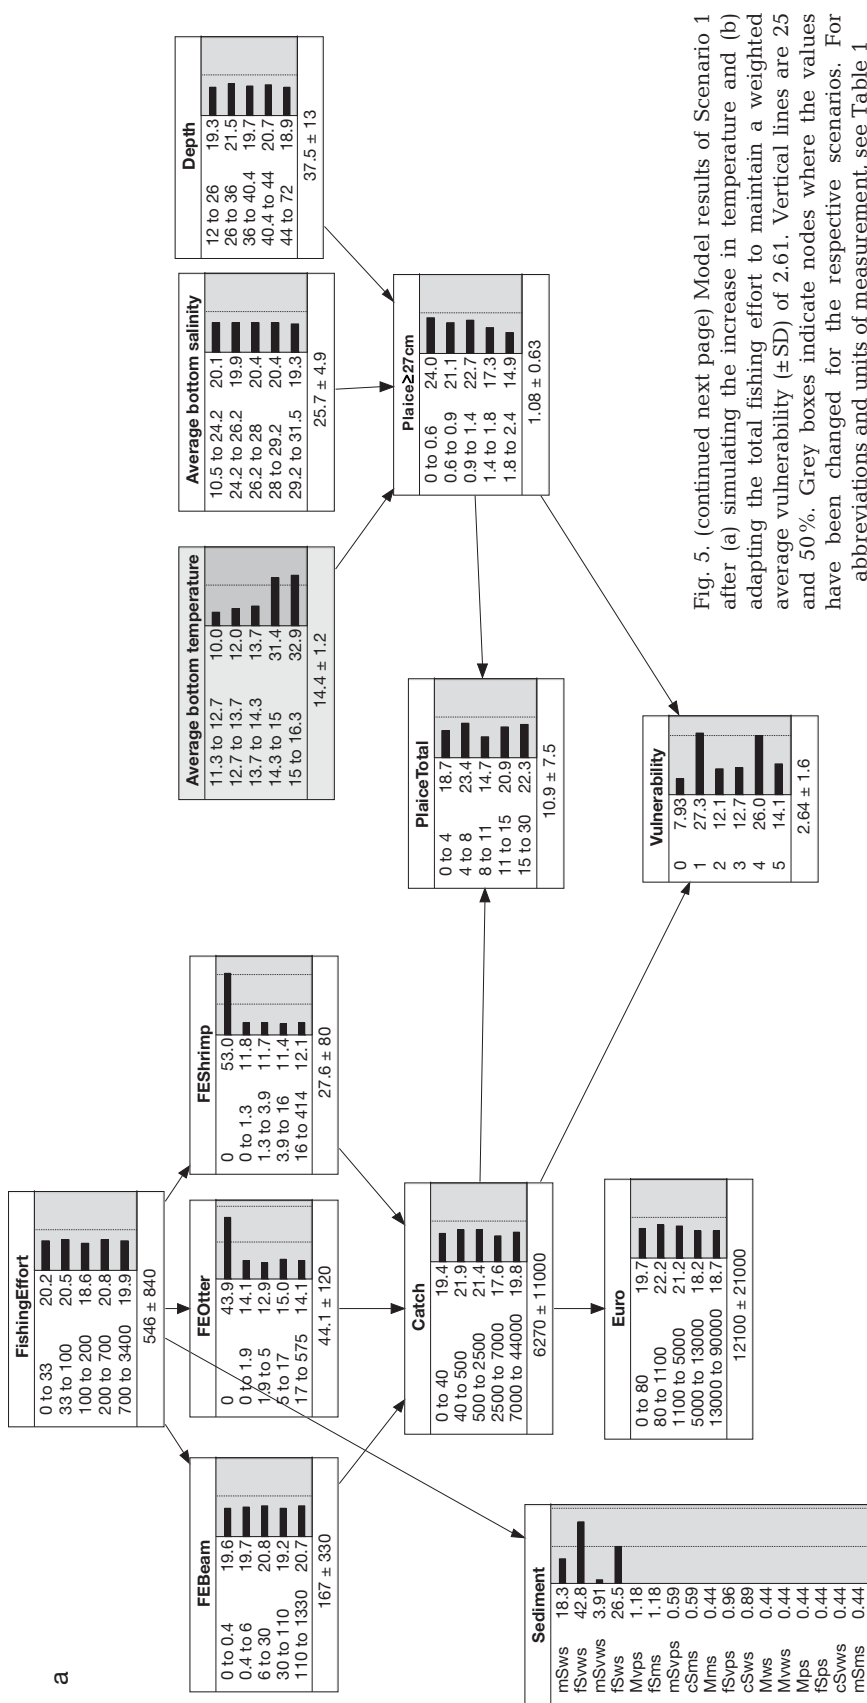 a
FishingEffort
0 to 33 20.2
33 to 100 20.5
100 to 200 18.6
200 to 700 20.8
700 to 3400 19.9
546 ± 840
FEBeam
0 to 0.4 19.6
0.4 to 6 19.7
6 to 30 20.8
30 to 110 19.2
110 to 1330 20.7
167 ± 330
FEOtter
0 43.9
0 to 1.9 14.1
1.9 to 5 12.9
5 to 17 15.0
17 to 575 14.1
44.1 ± 120
FEShrimp
0 53.0
0 to 1.3 11.8
1.3 to 3.9 11.7
3.9 to 16 11.4
16 to 414 12.1
27.6 ± 80
Average bottom temperature
11.3 to 12.7 10.0
12.7 to 13.7 12.0
13.7 to 14.3 13.7
14.3 to 15 31.4
15 to 16.3 32.9
14.4 ± 1.2
Average bottom salinity
10.5 to 24.2 20.1
24.2 to 26.2 19.9
26.2 to 28 20.4
28 to 29.2 20.4
29.2 to 31.5 19.3
25.7 ± 4.9
Depth
12 to 26 19.3
26 to 36 21.5
36 to 40.4 19.7
40.4 to 44 20.7
44 to 72 18.9
37.5 ± 13
Catch
0 to 40 19.4
40 to 500 21.9
500 to 2500 21.4
2500 to 7000 17.6
7000 to 44000 19.8
6270 ± 11000
PlaiceTotal
0 to 4 18.7
4 to 8 23.4
8 to 11 14.7
11 to 15 20.9
15 to 30 22.3
10.9 ± 7.5
Plaice≥27cm
0 to 0.6 24.0
0.6 to 0.9 21.1
0.9 to 1.4 22.7
1.4 to 1.8 17.3
1.8 to 2.4 14.9
1.08 ± 0.63
Sediment
mSws 18.3
fSvws 42.8
mSvws 3.91
fSws 26.5
Mvps 1.18
fSms 1.18
mSvps 0.59
cSms 0.59
Mms 0.44
fSvps 0.96
cSws 0.89
Mws 0.44
Mvws 0.44
Mps 0.44
fSps 0.44
cSvws 0.44
mSms 0.44
Euro
0 to 80 19.7
80 to 1100 22.2
1100 to 5000 21.2
5000 to 13000 18.2
13000 to 90000 18.7
12100 ± 21000
Vulnerability
0 7.93
1 27.3
2 12.1
3 12.7
4 26.0
5 14.1
2.64 ± 1.6
Fig. 5. (continued next page) Model results of Scenario 1
after (a) simulating the increase in temperature and (b)
adapting the total fishing effort to maintain a weighted
average vulnerability (±SD) of 2.61. Vertical lines are 25
and 50%. Grey boxes indicate nodes where the values
have been changed for the respective scenarios. For
abbreviations and units of measurement, see Table 1